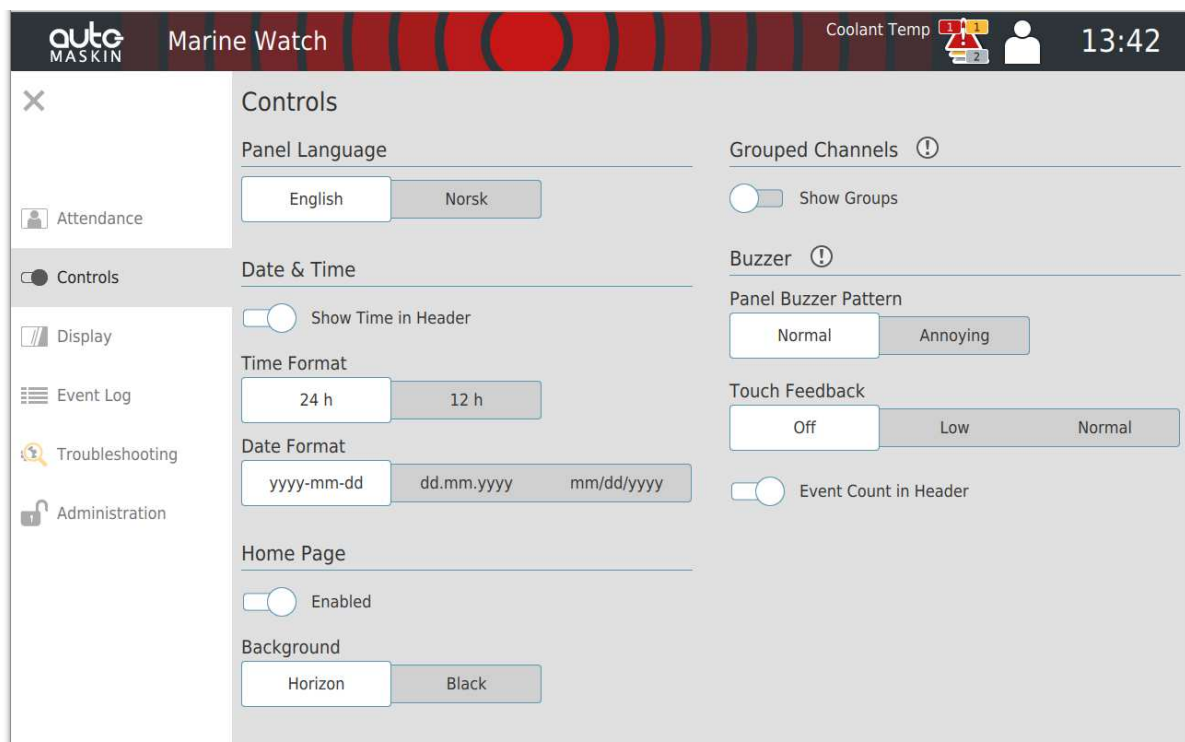 auto
MASKIN
Marine Watch
Coolant Temp
1
1
2
13:42
Attendance
Controls
Display
Event Log
Troubleshooting
1
Administration
Controls
Panel Language
English
Norsk
Date & Time
Show Time in Header
Time Format
24 h
12 h
Date Format
yyyy-mm-dd
dd.mm.yyyy
mm/dd/yyyy
Home Page
Enabled
Background
Horizon
Black
Grouped Channels
Show Groups
Buzzer
Panel Buzzer Pattern
Normal
Annoying
Touch Feedback
Off
Low
Normal
Event Count in Header